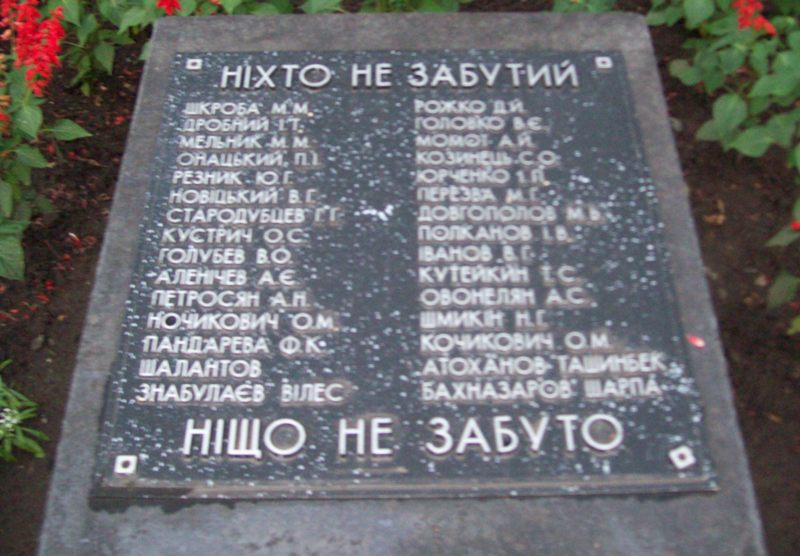 НІХТО НЕ ЗАБУТИЙ
ШКРОБА М.М.
ДРОБНИЙ І.Т.
МЕЛЬНИК М.М.
ОНАЦЬКИЙ П.І.
РЕЗНИК Ю.Г.
НОВІЦЬКИЙ В.Г.
СТАРОДУБЦЕВ Г.Г.
КУСТРИЧ О.С.
ГОЛУБЕВ В.О.
АЛЕНІЧЕВ А.Є.
ПЕТРОСЯН А.Н.
КОЧИКОВИЧ О.М.
ПАНДАРЕВА Ф.К.
ШАЛАНТОВ
ЗНАБУЛАЄВ ВІЛЕС
РОЖКО Д.Й.
ГОЛОВКО В.Є.
МОМОТ А.Й.
КОЗИНЕЦЬ С.О.
ЮРЧЕНКО І.П.
ПЕРЕЗВА М.Г.
ДОВГОПОЛОВ М.В.
ПОЛКАНОВ І.В.
ІВАНОВ В.Г.
КУТЕЙКІН Т.С.
ОВОНЕЛЯН А.С.
ШМИКІН Н.Г.
КОЧИКОВИЧ О.М.
АТОХАНОВ ТАШИНБЕК
БАХНАЗАРОВ ШАРПА
НІЩО НЕ ЗАБУТО